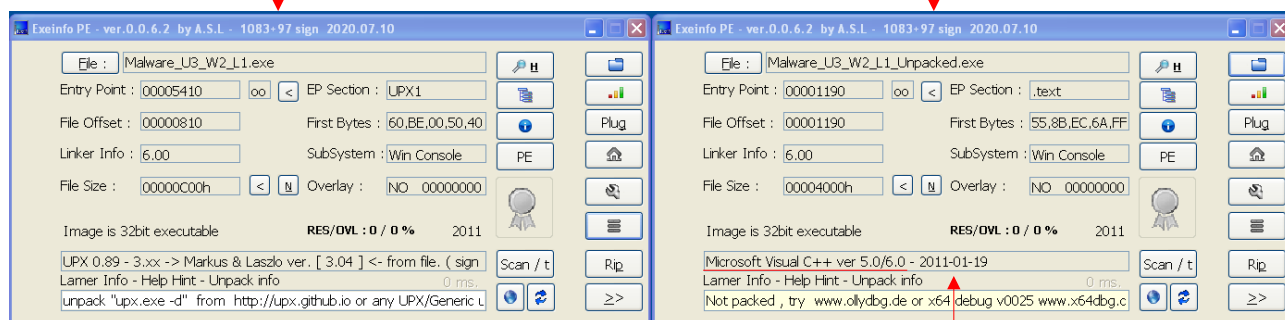 Exeinfo PE - ver.0.0.6.2 by A.S.L - 1083+97 sign 2020.07.10
File : Malware_U3_W2_L1.exe
H
Entry Point : 00005410 oo < EP Section : UPX1
File Offset : 00000810 First Bytes : 60,BE,00,50,40 Plug
Linker Info : 6.00 SubSystem : Win Console PE
File Size : 00000C00h < N Overlay : NO 00000000
Image is 32bit executable RES/OVL : 0 / 0 % 2011
UPX 0.89 - 3.xx -> Markus & Laszlo ver. [ 3.04 ] <- from file. ( sign Scan / t Rip
Lamer Info - Help Hint - Unpack info 0 ms.
unpack "upx.exe -d" from http://upx.github.io or any UPX/Generic u >>
Exeinfo PE - ver.0.0.6.2 by A.S.L - 1083+97 sign 2020.07.10
File : Malware_U3_W2_L1_Unpacked.exe
H
Entry Point : 00001190 oo < EP Section : .text
File Offset : 00001190 First Bytes : 55,8B,EC,6A,FF Plug
Linker Info : 6.00 SubSystem : Win Console PE
File Size : 00004000h < N Overlay : NO 00000000
Image is 32bit executable RES/OVL : 0 / 0 % 2011
Microsoft Visual C++ ver 5.0/6.0 - 2011-01-19 Scan / t Rip
Lamer Info - Help Hint - Unpack info 0 ms.
Not packed , try www.ollydbg.de or x64 debug v0025 www.x64dbg.c >>